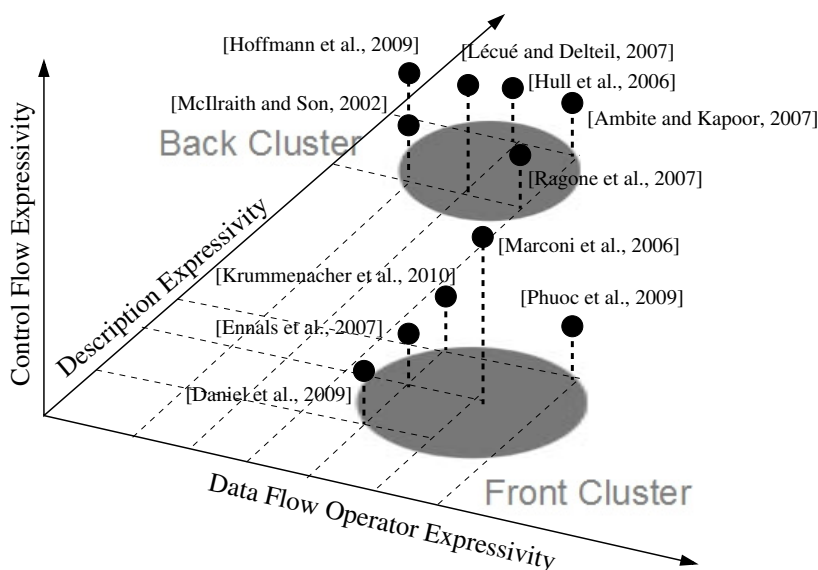 [Hoffmann et al., 2009]
[Lécué and Delteil, 2007]
[Hull et al., 2006]
[McIlraith and Son, 2002]
[Ambite and Kapoor, 2007]
Back Cluster
[Ragone et al., 2007]
Control Flow Expressivity
Description Expressivity
[Marconi et al., 2006]
[Krummenacher et al., 2010]
[Phuoc et al., 2009]
[Ennals et al., 2007]
[Daniel et al., 2009]
Data Flow Operator Expressivity
Front Cluster